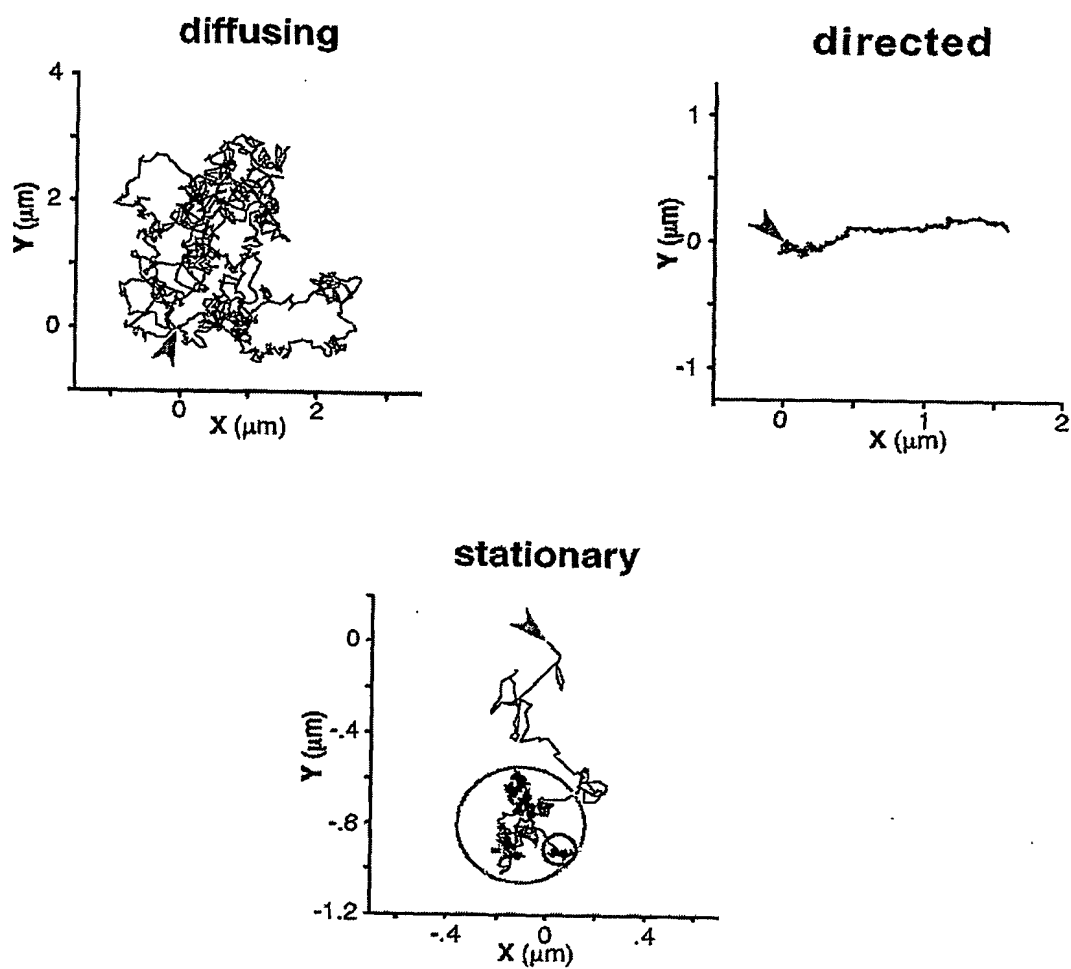 diffusing
4
2
0
Y (μm)
0
2
X (μm)
directed
1
0
-1
Y (μm)
0
1
2
X (μm)
stationary
0
-.4
-.8
-1.2
Y (μm)
-.4
0
.4
X (μm)